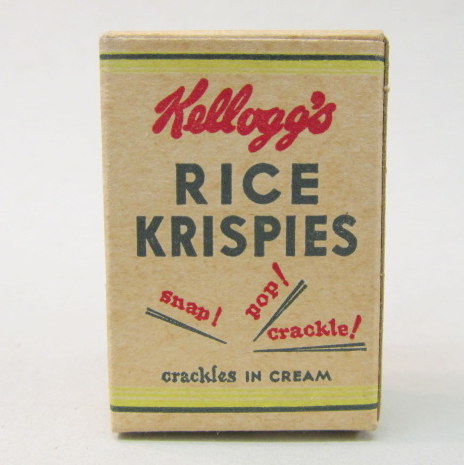 Kellogg's
RICE
KRISPIES
snap!
pop!
crackle!
crackles IN CREAM